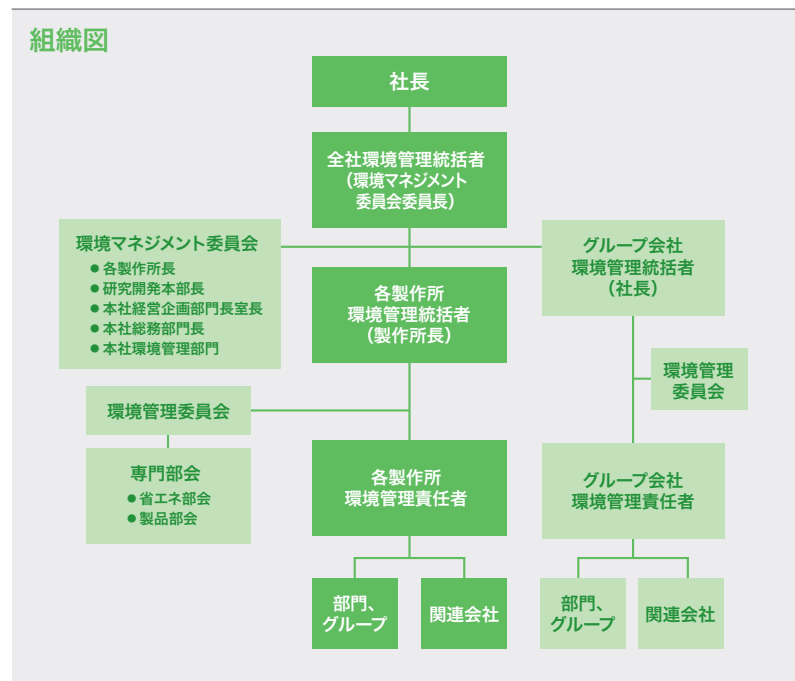 組織図
社長
全社環境管理統括者
（環境マネジメント
委員会委員長）
環境マネジメント委員会
●各製作所長
●研究開発本部長
●本社経営企画部門長室長
●本社総務部門長
●本社環境管理部門
各製作所
環境管理統括者
（製作所長）
グループ会社
環境管理統括者
（社長）
環境管理
委員会
環境管理委員会
専門部会
●省エネ部会
●製品部会
各製作所
環境管理責任者
グループ会社
環境管理責任者
部門、
グループ
関連会社
部門、
グループ
関連会社